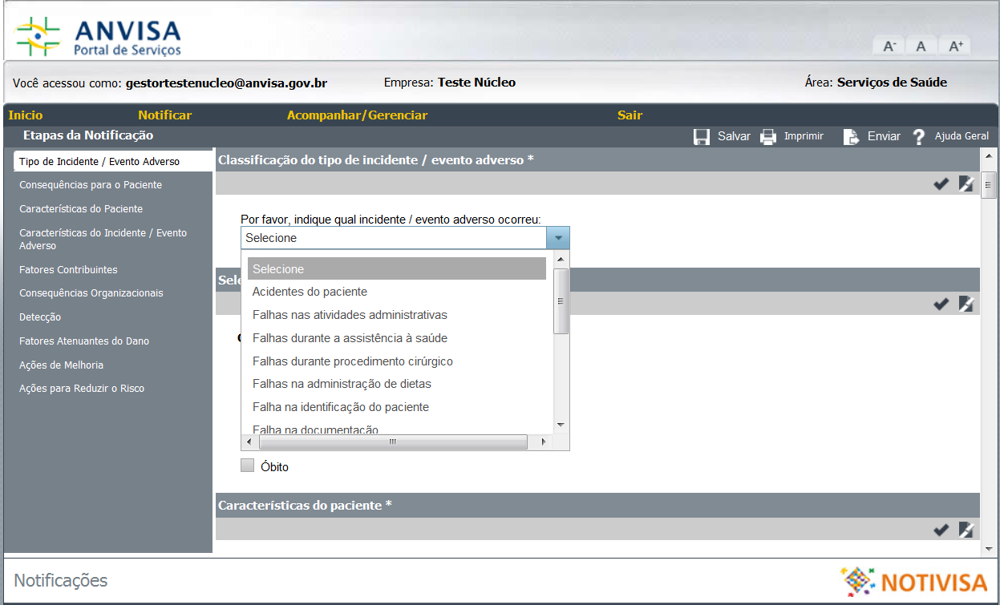 ANVISA
Portal de Serviços
A- A A+
Você acessou como: gestortestenucleo@anvisa.gov.br Empresa: Teste Núcleo Área: Serviços de Saúde
Inicio Notificar Acompanhar/Gerenciar Sair
Etapas da Notificação Salvar Imprimir Enviar ? Ajuda Geral
Tipo de Incidente / Evento Adverso
Consequências para o Paciente
Características do Paciente
Características do Incidente / Evento
Adverso
Fatores Contribuintes
Consequências Organizacionais
Detecção
Fatores Atenuantes do Dano
Ações de Melhoria
Ações para Reduzir o Risco
Classificação do tipo de incidente / evento adverso *
Por favor, indique qual incidente / evento adverso ocorreu:
Selecione
Selecione
Acidentes do paciente
Falhas nas atividades administrativas
Falhas durante a assistência à saúde
Falhas durante procedimento cirúrgico
Falhas na administração de dietas
Falha na identificação do paciente
Falha na documentação
Óbito
Características do paciente *
Notificações
NOTIVISA